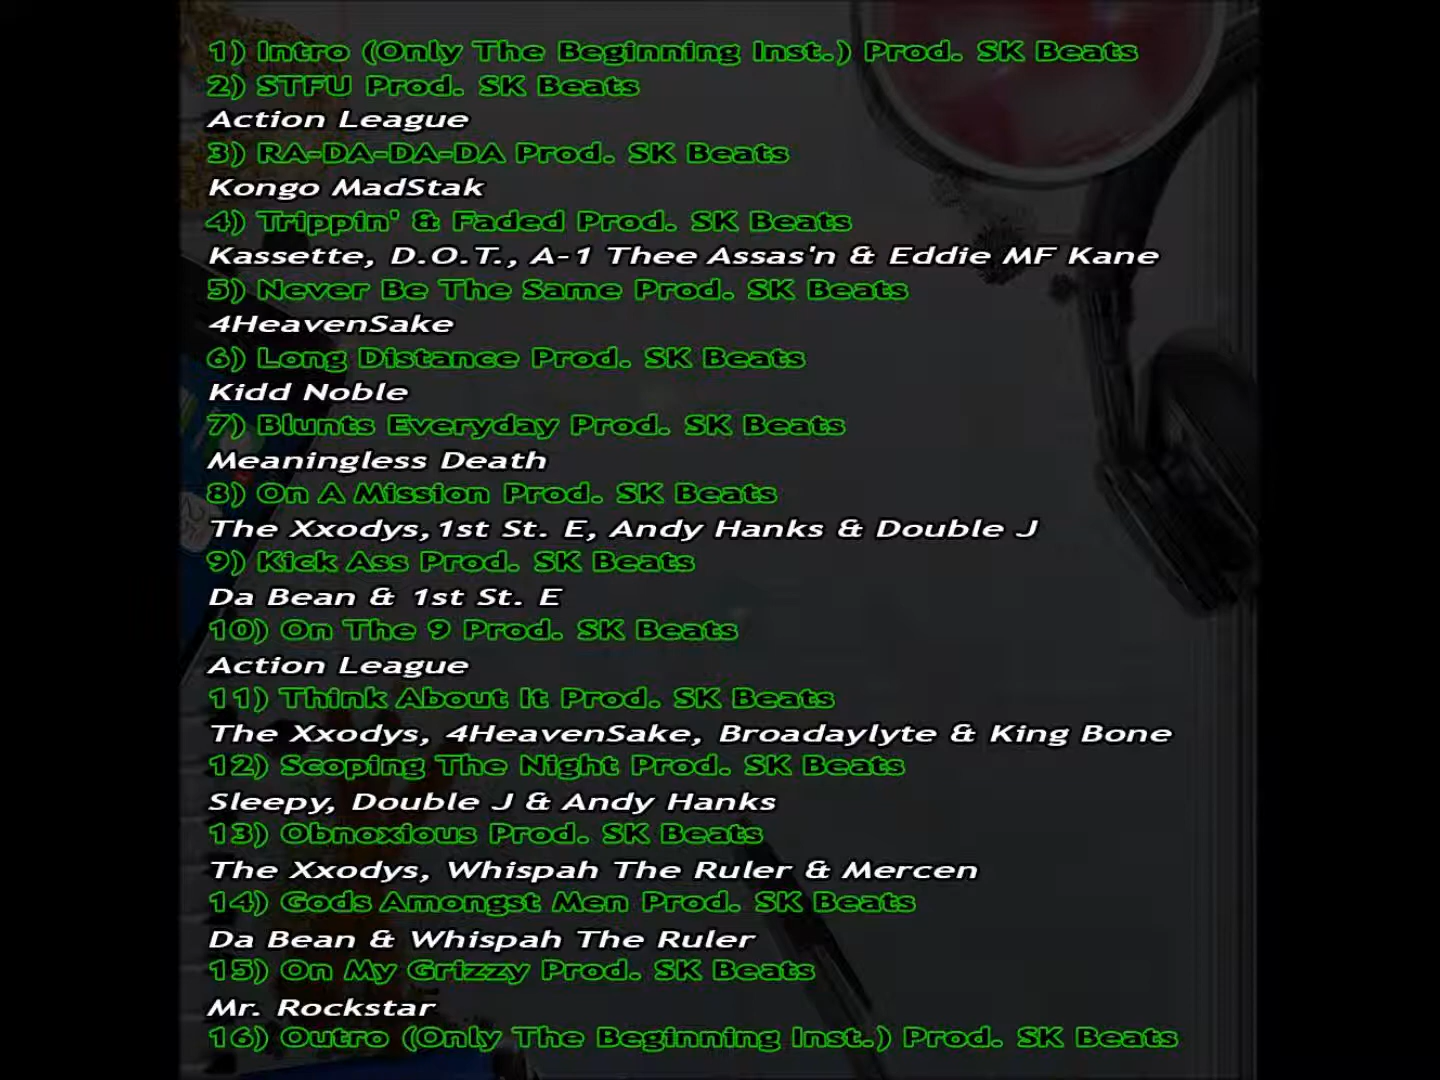 1) Intro (Only The Beginning Inst.) Prod. SK Beats
2) STFU Prod. SK Beats
Action League
3) RA-DA-DA-DA Prod. SK Beats
Kongo MadStak
4) Trippin' & Faded Prod. SK Beats
Kassette, D.O.T., A-1 Thee Assas'n & Eddie MF Kane
5) Never Be The Same Prod. SK Beats
4HeavenSake
6) Long Distance Prod. SK Beats
Kidd Noble
7) Blunts Everyday Prod. SK Beats
Meaningless Death
8) On A Mission Prod. SK Beats
The Xxodys,1st St. E, Andy Hanks & Double J
9) Kick Ass Prod. SK Beats
Da Bean & 1st St. E
10) On The 9 Prod. SK Beats
Action League
11) Think About It Prod. SK Beats
The Xxodys, 4HeavenSake, Broadaylyte & King Bone
12) Scoping The Night Prod. SK Beats
Sleepy, Double J & Andy Hanks
13) Obnoxious Prod. SK Beats
The Xxodys, Whispah The Ruler & Mercen
14) Gods Amongst Men Prod. SK Beats
Da Bean & Whispah The Ruler
15) On My Grizzy Prod. SK Beats
Mr. Rockstar
16) Outro (Only The Beginning Inst.) Prod. SK Beats